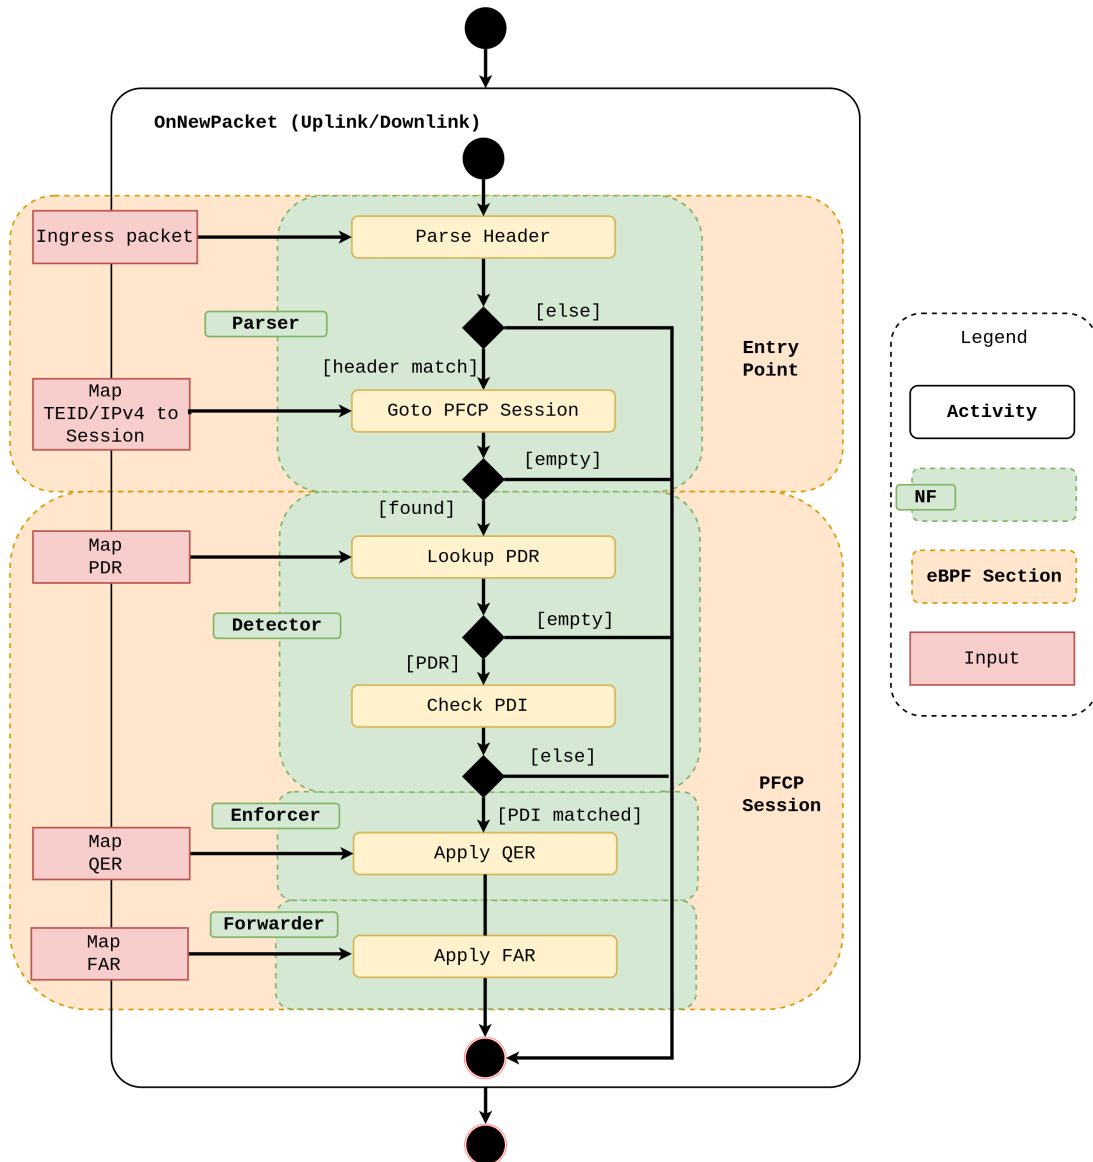 OnNewPacket (Uplink/Downlink)
Ingress packet
Parse Header
[else]
Parser
Entry
Point
[header match]
Map
TEID/IPv4 to
Session
Goto PFCP Session
[empty]
[found]
Map
PDR
Lookup PDR
[empty]
Detector
[PDR]
Check PDI
[else]
PFCP
Session
Enforcer
[PDI matched]
Map
QER
Apply QER
Forwarder
Map
FAR
Apply FAR
Legend
Activity
NF
eBPF Section
Input